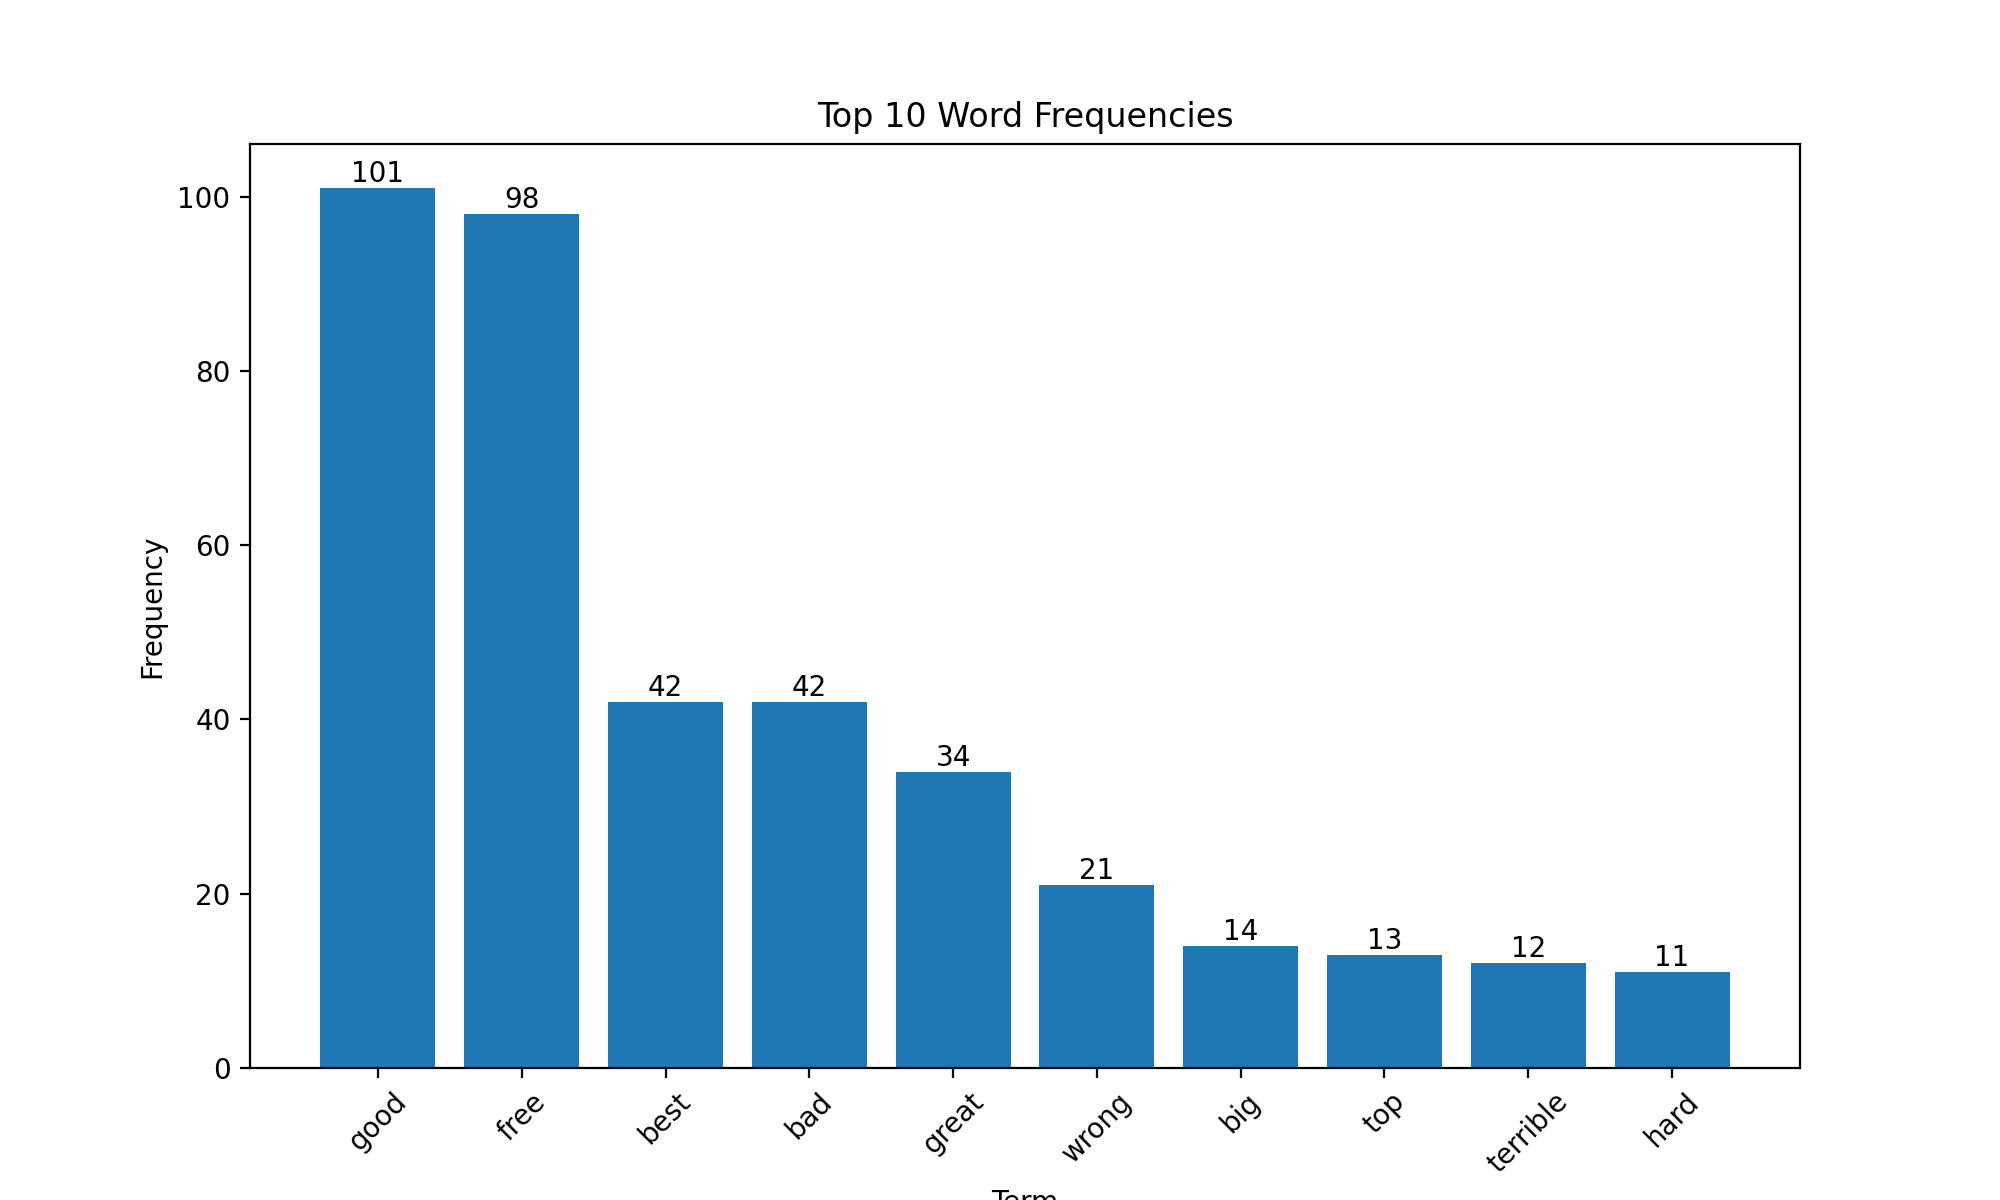 Top 10 Word Frequencies
101
98
42
42
34
21
14
13
12
11
100
80
60
40
20
0
Frequency
good
free
best
bad
great
wrong
big
top
terrible
hard
Term